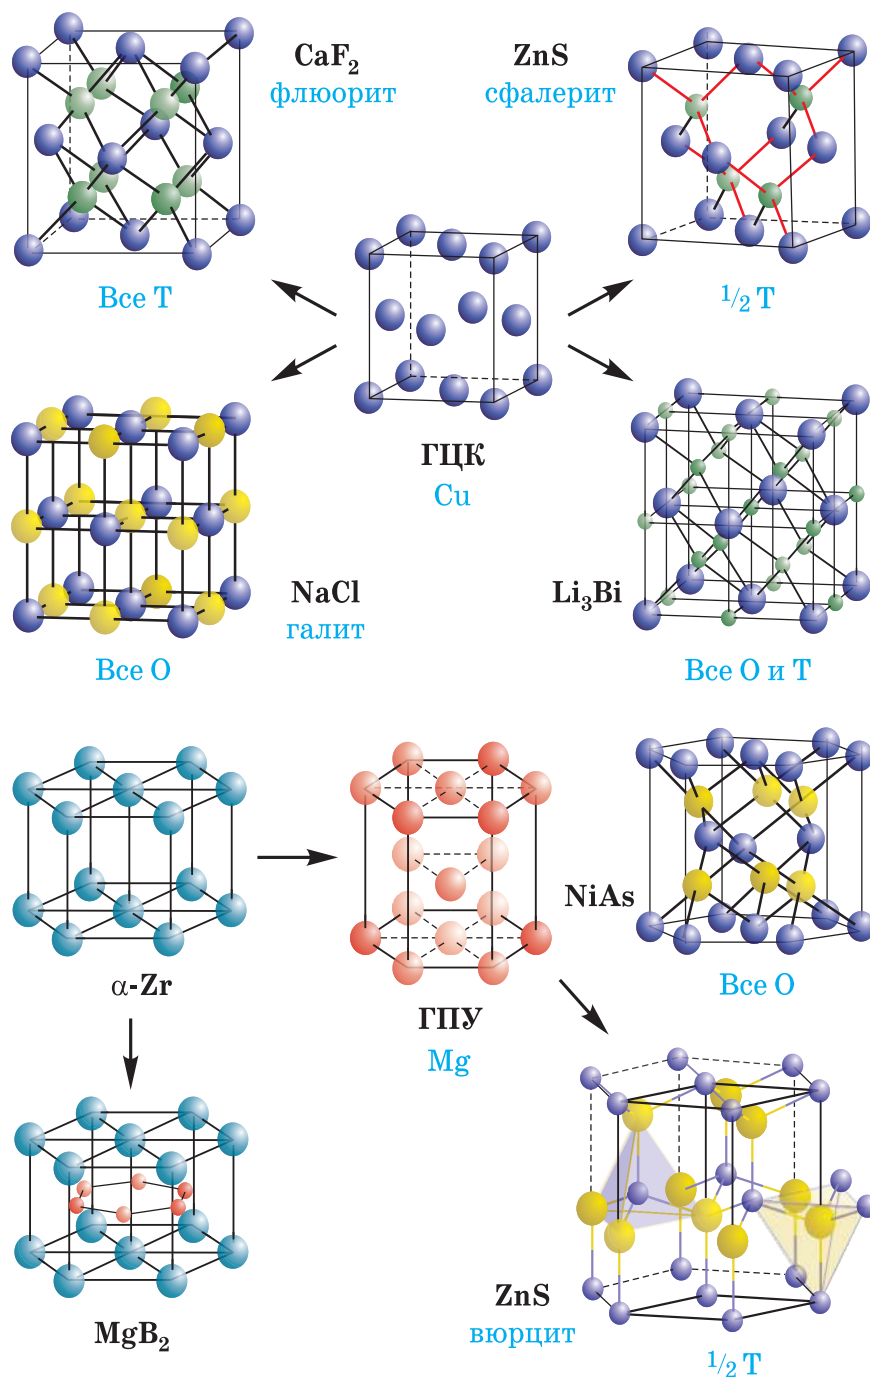 CaF₂
флюорит
Все T
ZnS
сфалерит
1/2 T
ГЦК
Cu
NaCl
галит
Все O
Li₃Bi
Все O и T
α-Zr
ГПУ
Mg
NiAs
Все O
MgB₂
ZnS
вюрцит
1/2 T